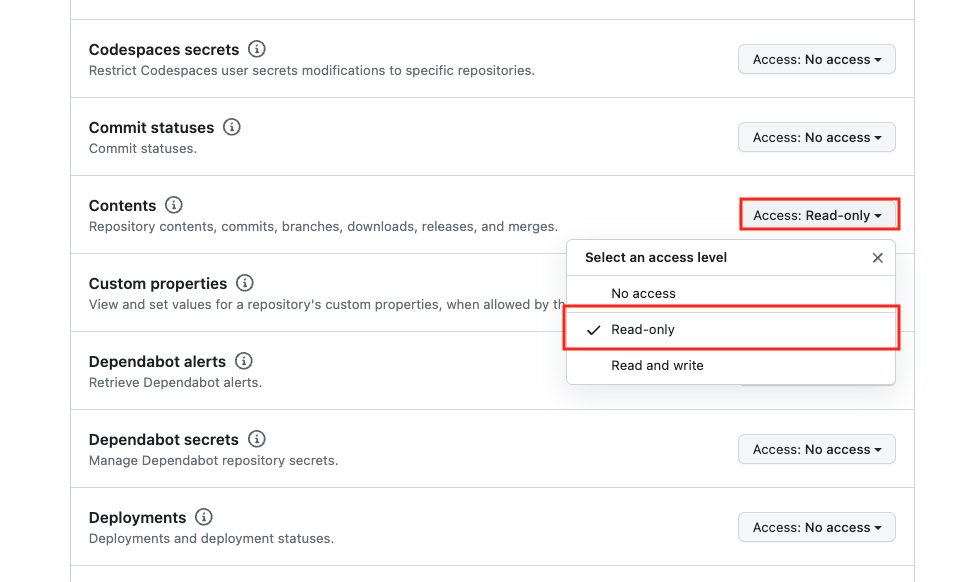 Codespaces secrets
Restrict Codespaces user secrets modifications to specific repositories.
Access: No access
Commit statuses
Commit statuses.
Access: No access
Contents
Repository contents, commits, branches, downloads, releases, and merges.
Access: Read-only
Select an access level
No access
Read-only
Read and write
Custom properties
View and set values for a repository's custom properties, when allowed by
Dependabot alerts
Retrieve Dependabot alerts.
Dependabot secrets
Manage Dependabot repository secrets.
Access: No access
Deployments
Deployments and deployment statuses.
Access: No access